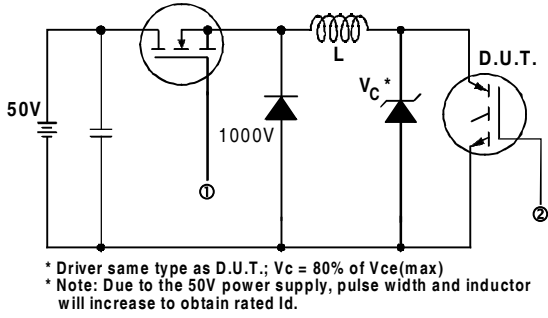 L
D.U.T.
VC *
50V
1000V
①
②
* Driver same type as D.U.T.; Vc = 80% of Vce(max)
* Note: Due to the 50V power supply, pulse width and inductor
will increase to obtain rated Id.